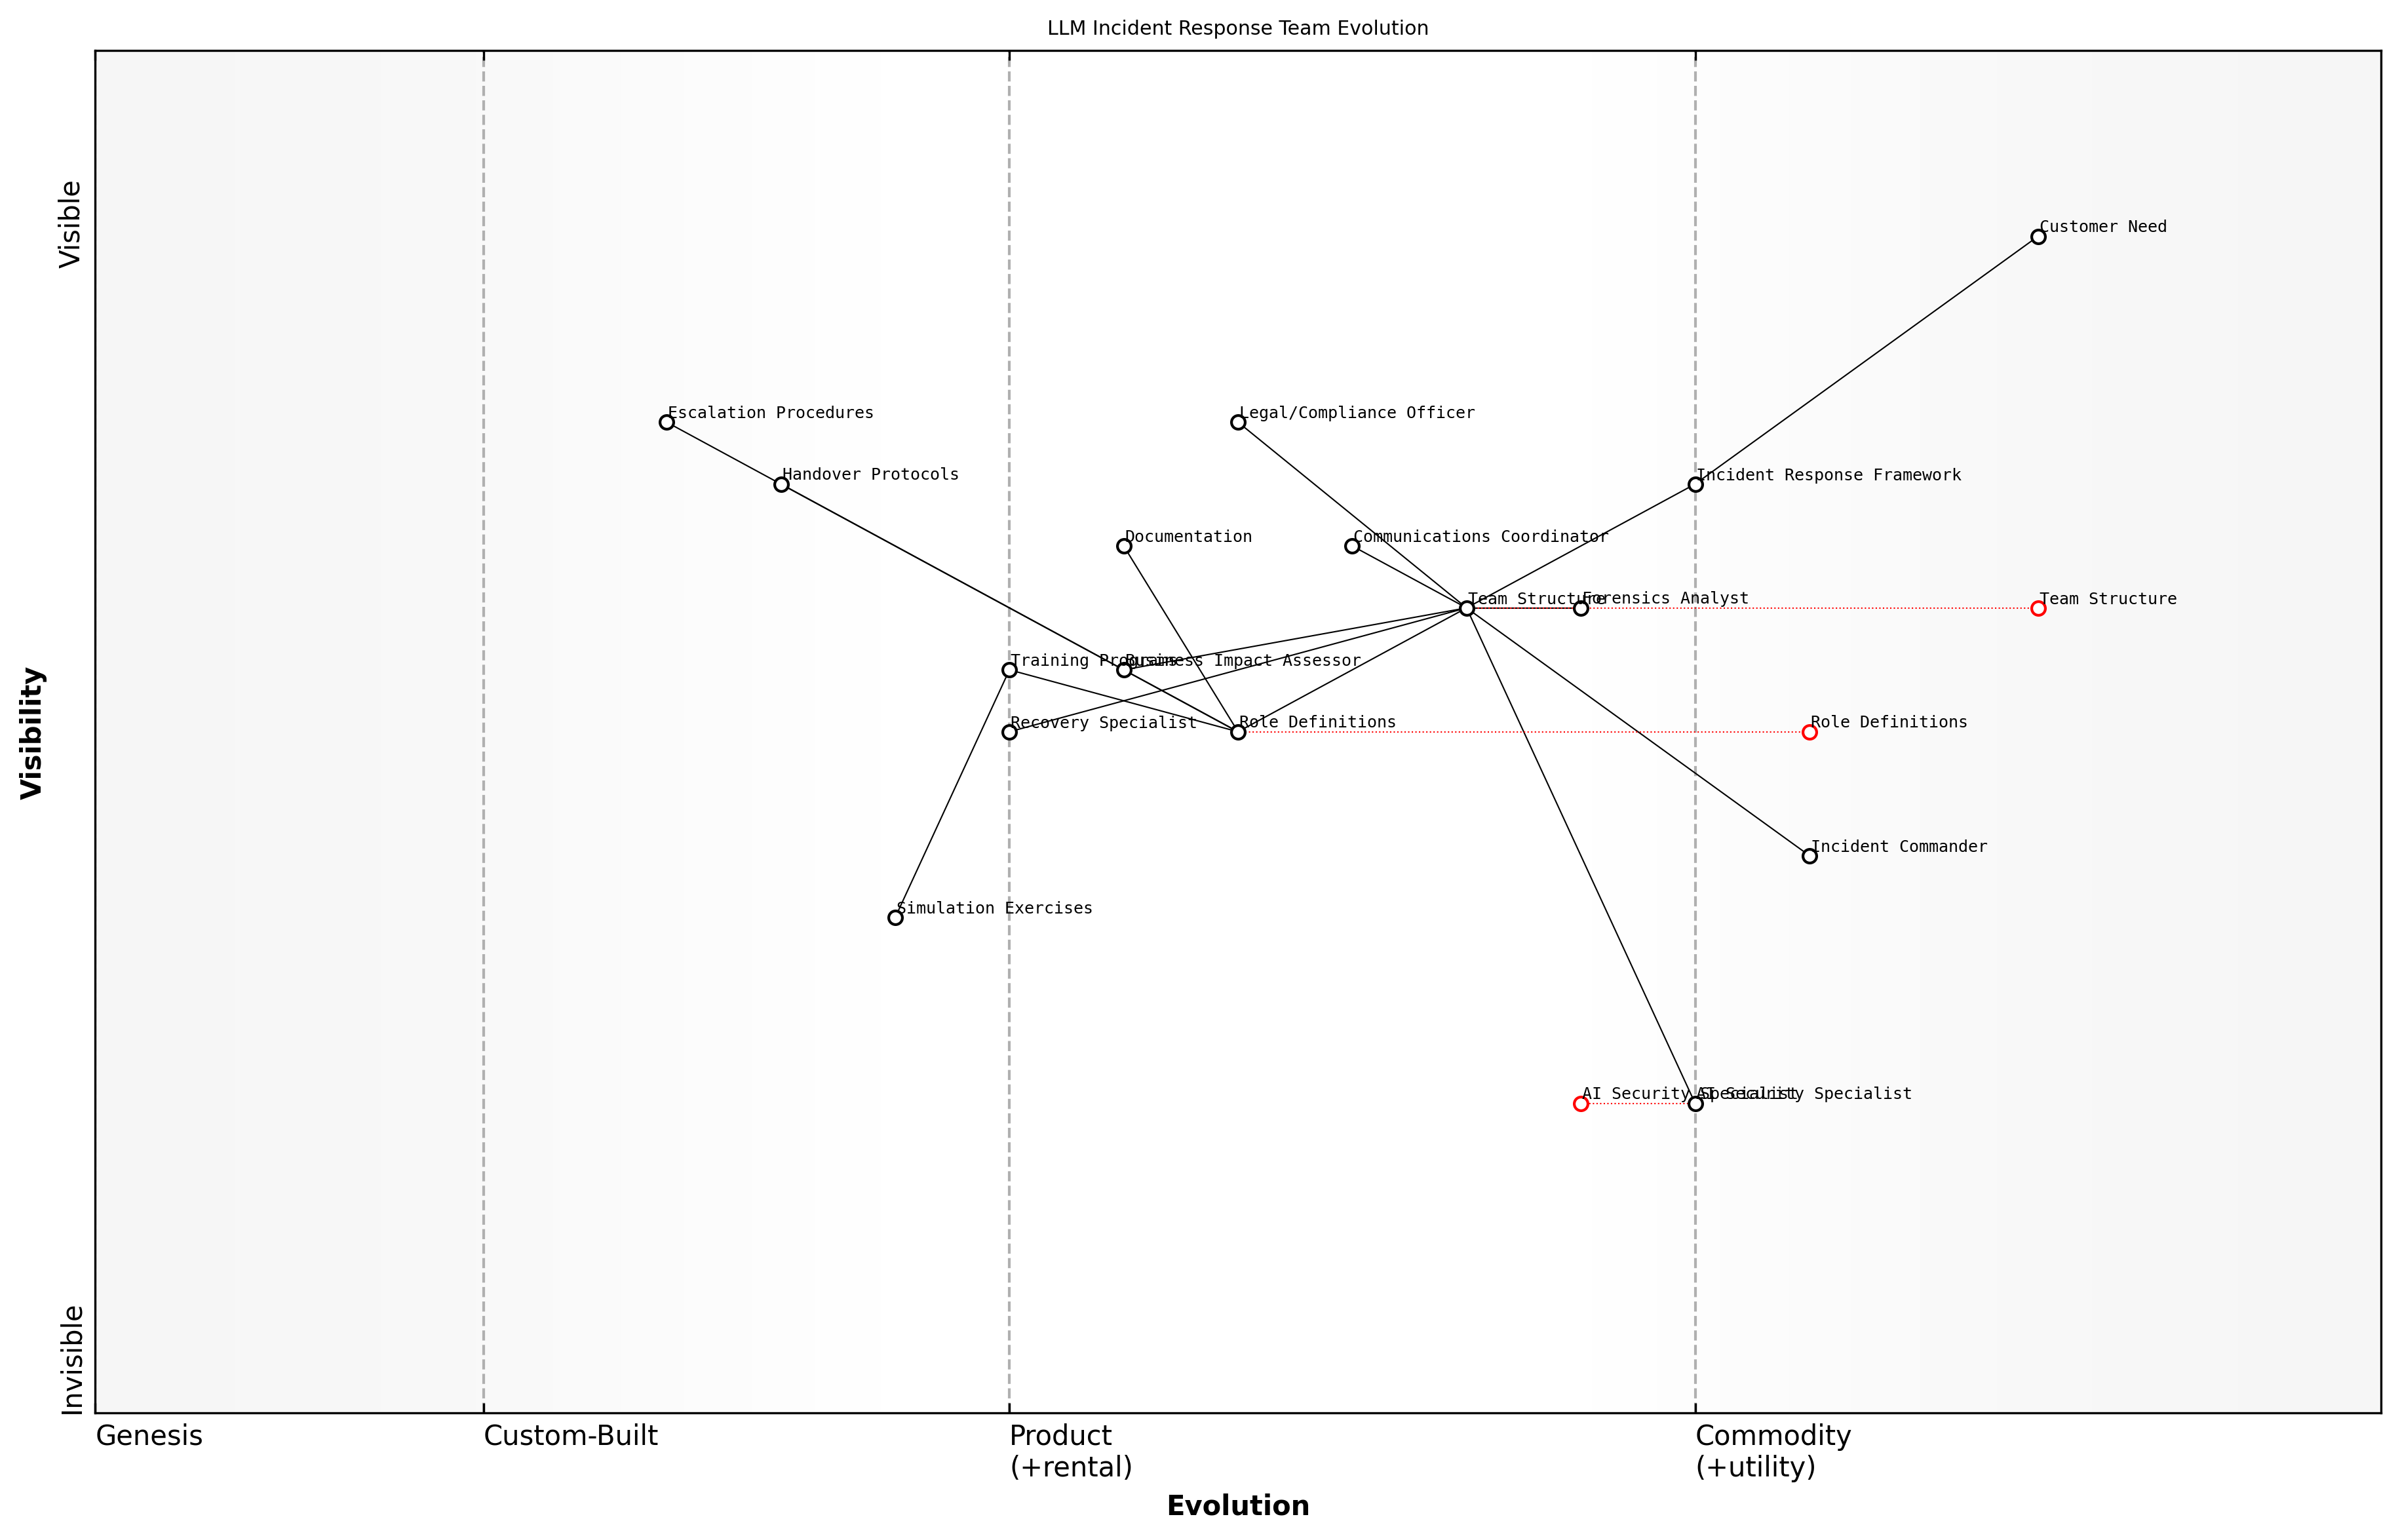 LLM Incident Response Team Evolution
Visible
Customer Need
Escalation Procedures
Legal/Compliance Officer
Handover Protocols
Incident Response Framework
Documentation
Communications Coordinator
Team Structure
Forensics Analyst
Team Structure
Training Programs
Business Impact Assessor
Recovery Specialist
Role Definitions
Role Definitions
Visibility
Incident Commander
Simulation Exercises
AI Security Specialist
AI Security Specialist
Invisible
Genesis
Custom-Built
Product
(+rental)
Commodity
(+utility)
Evolution